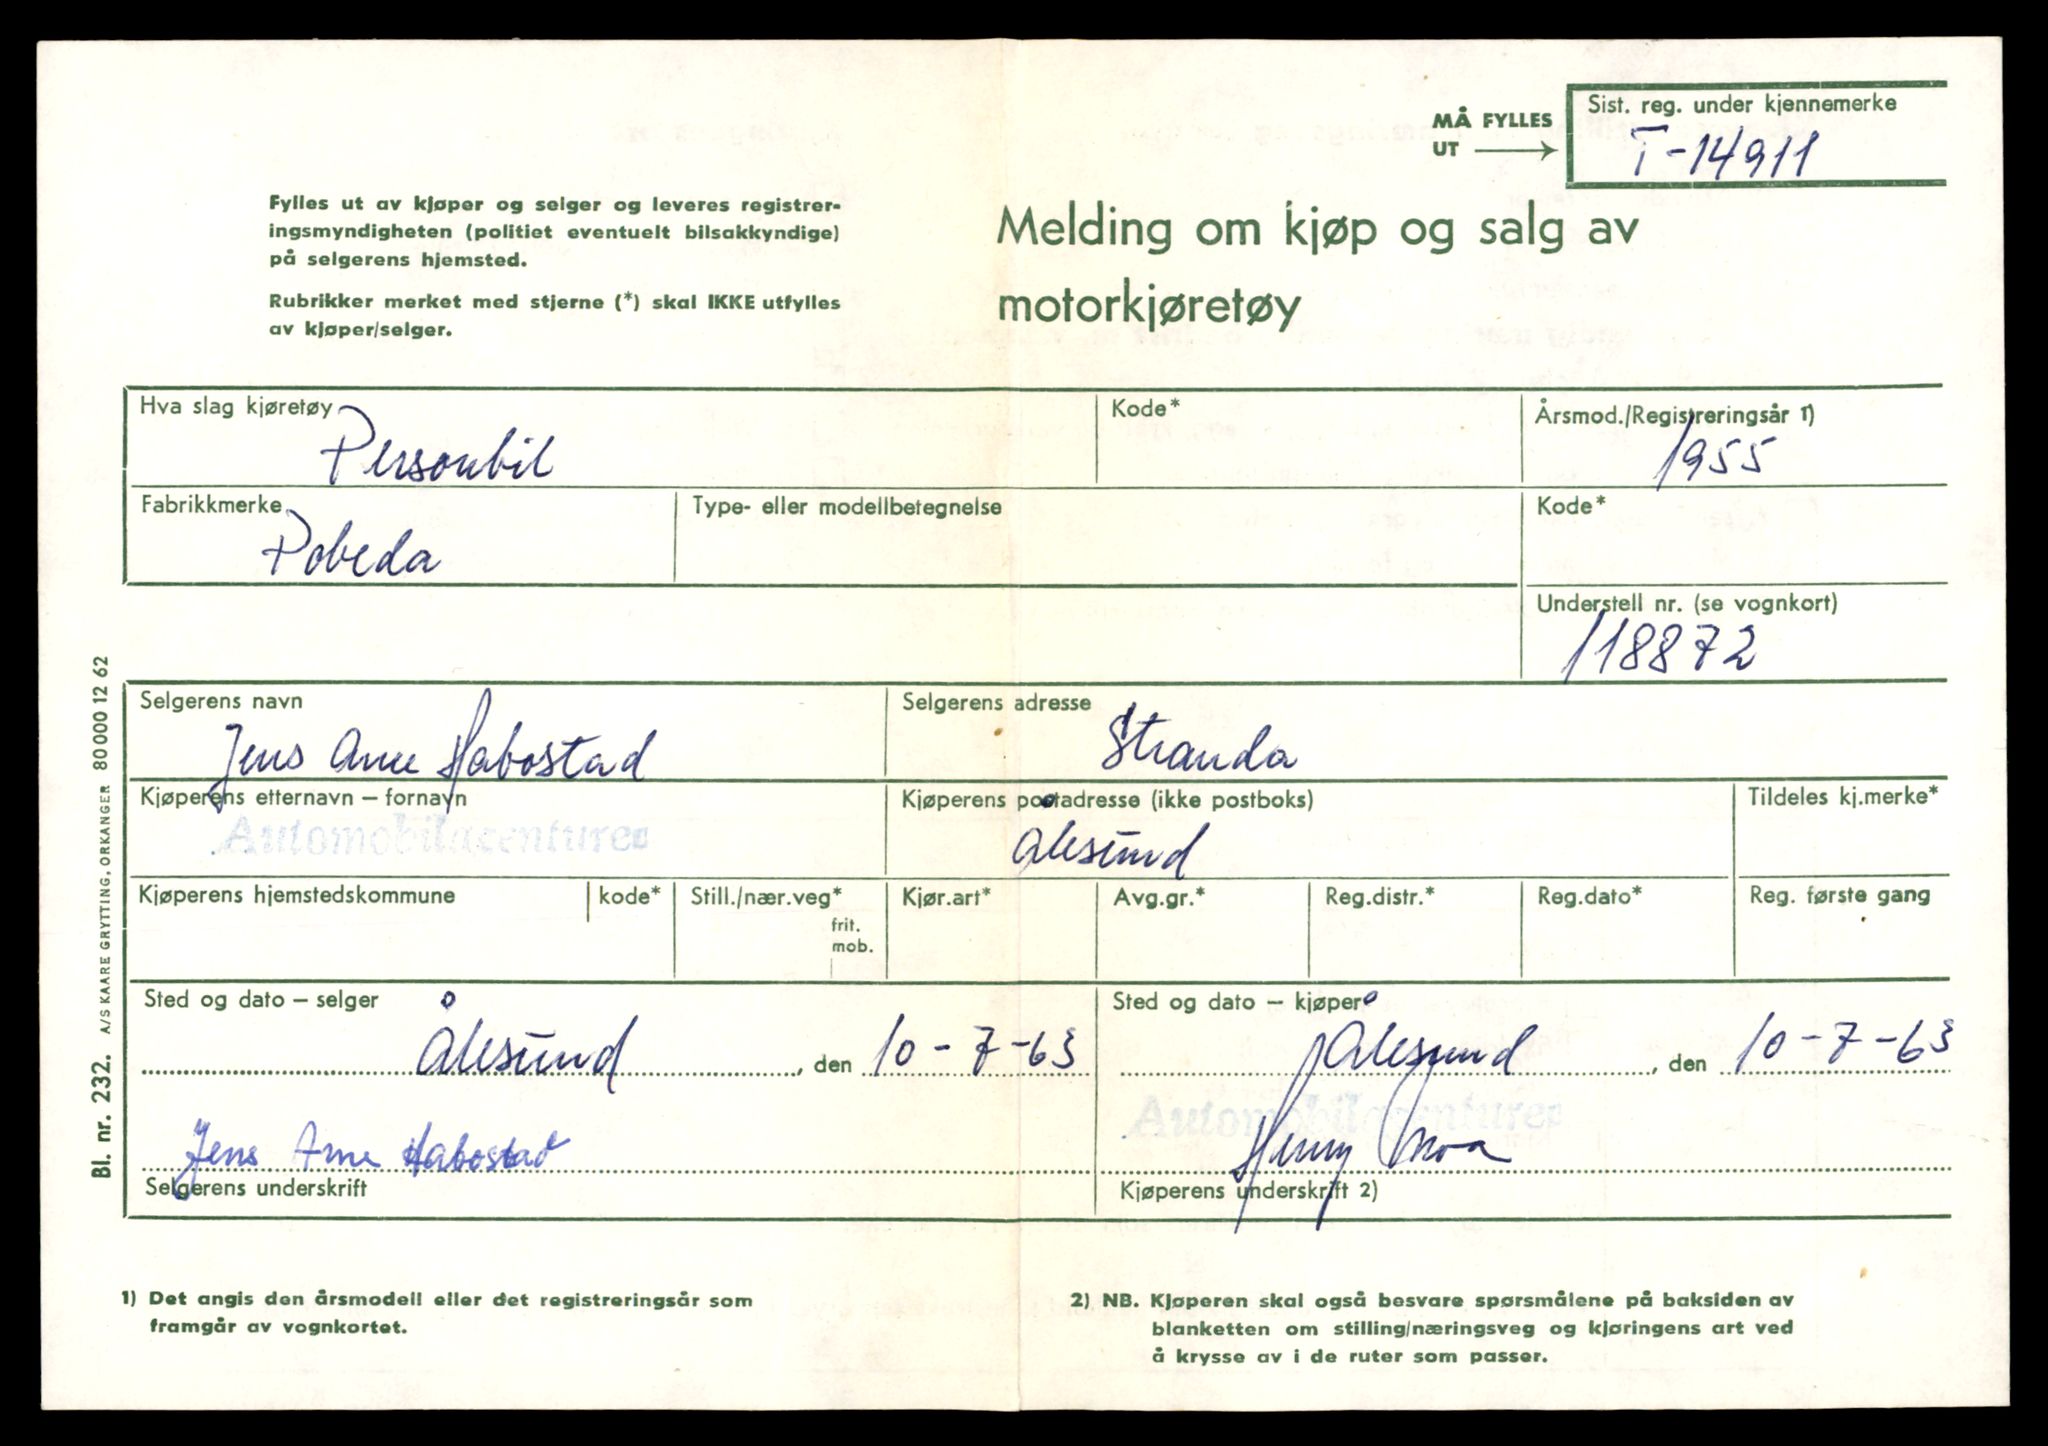 MÅ FYLLES
UT
Sist. reg. under kjennemerke
T-14911
Fylles ut av kjøper og selger og leveres registrer-
ingsmyndigheten (politiet eventuelt bilsakkyndige)
på selgerens hjemsted.
Rubrikker merket med stjerne (*) skal IKKE utfylles
av kjøper/selger.
Melding om kjøp og salg av
motorkjøretøy
Hva slag kjøretøy
Personbil
Kode*
Årsmod./Registreringsår 1)
1955
Fabrikkmerke
Pobeda
Type- eller modellbetegnelse
Kode*
Understell nr. (se vognkort)
118872
Selgerens navn
Jens Arne Habostad
Selgerens adresse
Stranda
Kjøperens etternavn – fornavn
Automobilagenturer
Kjøperens postadresse (ikke postboks)
Ålesund
Tildeles kj.merke*
Kjøperens hjemstedskommune
kode*
Still./nær.veg*
frit.
mob.
Kjør.art*
Avg.gr.*
Reg.distr.*
Reg.dato*
Reg. første gang
Sted og dato – selger
Ålesund , den 10-7-63
Jens Arne Habostad
Selgerens underskrift
Sted og dato – kjøper
Ålesund , den 10-7-63
Automobilagenturer
Henry Moa
Kjøperens underskrift 2)
1) Det angis den årsmodell eller det registreringsår som
framgår av vognkortet.
2) NB. Kjøperen skal også besvare spørsmålene på baksiden av
blanketten om stilling/næringsveg og kjøringens art ved
å krysse av i de ruter som passer.
Bl. nr. 232. A/S KAARE GRYTTING, ORKANGER 80 000 12 62